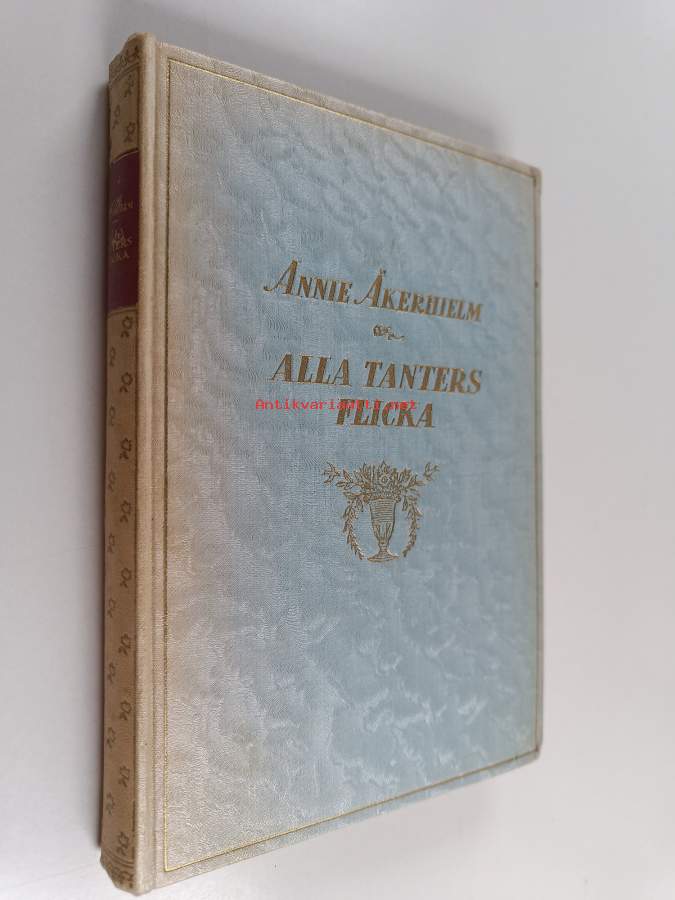 ANNIE ÅKERHIELM
ALLA TANTERS
FLICKA
Antikvariaatti.net